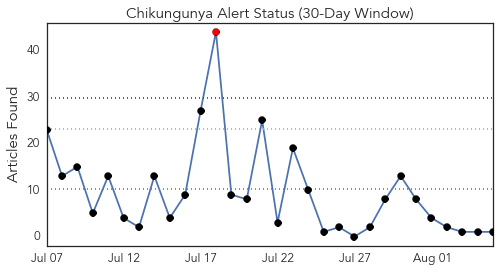 Chikungunya Alert Status (30-Day Window)
Articles Found
40
30
20
10
0
Jul 07
Jul 12
Jul 17
Jul 22
Jul 27
Aug 01